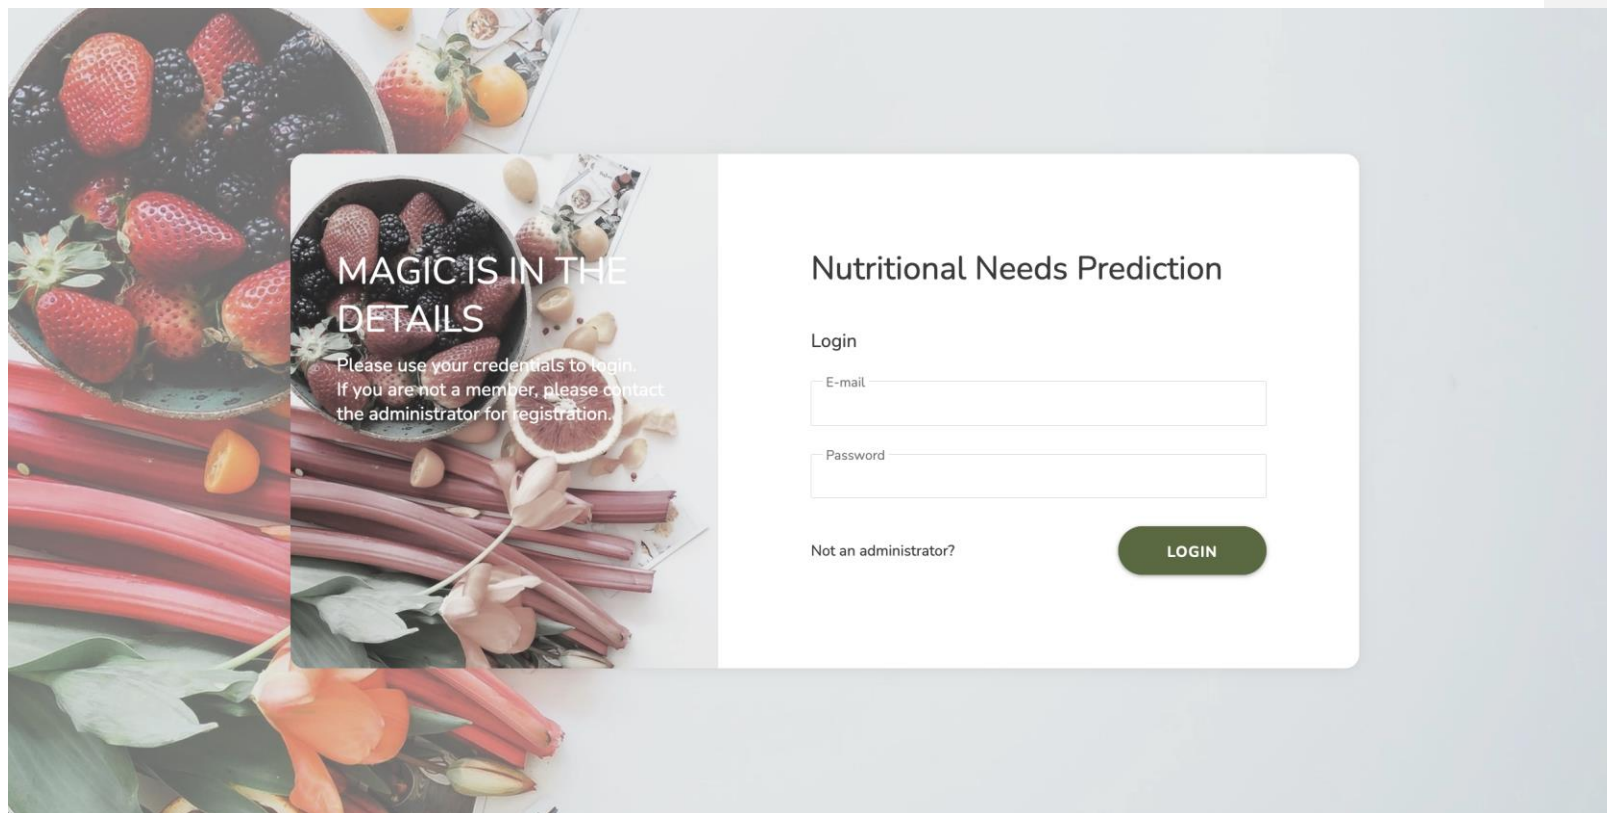 MAGIC IS IN THE
DETAILS
Please use your credentials to login.
If you are not a member, please contact
the administrator for registration..
Nutritional Needs Prediction
Login
E-mail
Password
Not an administrator?
LOGIN